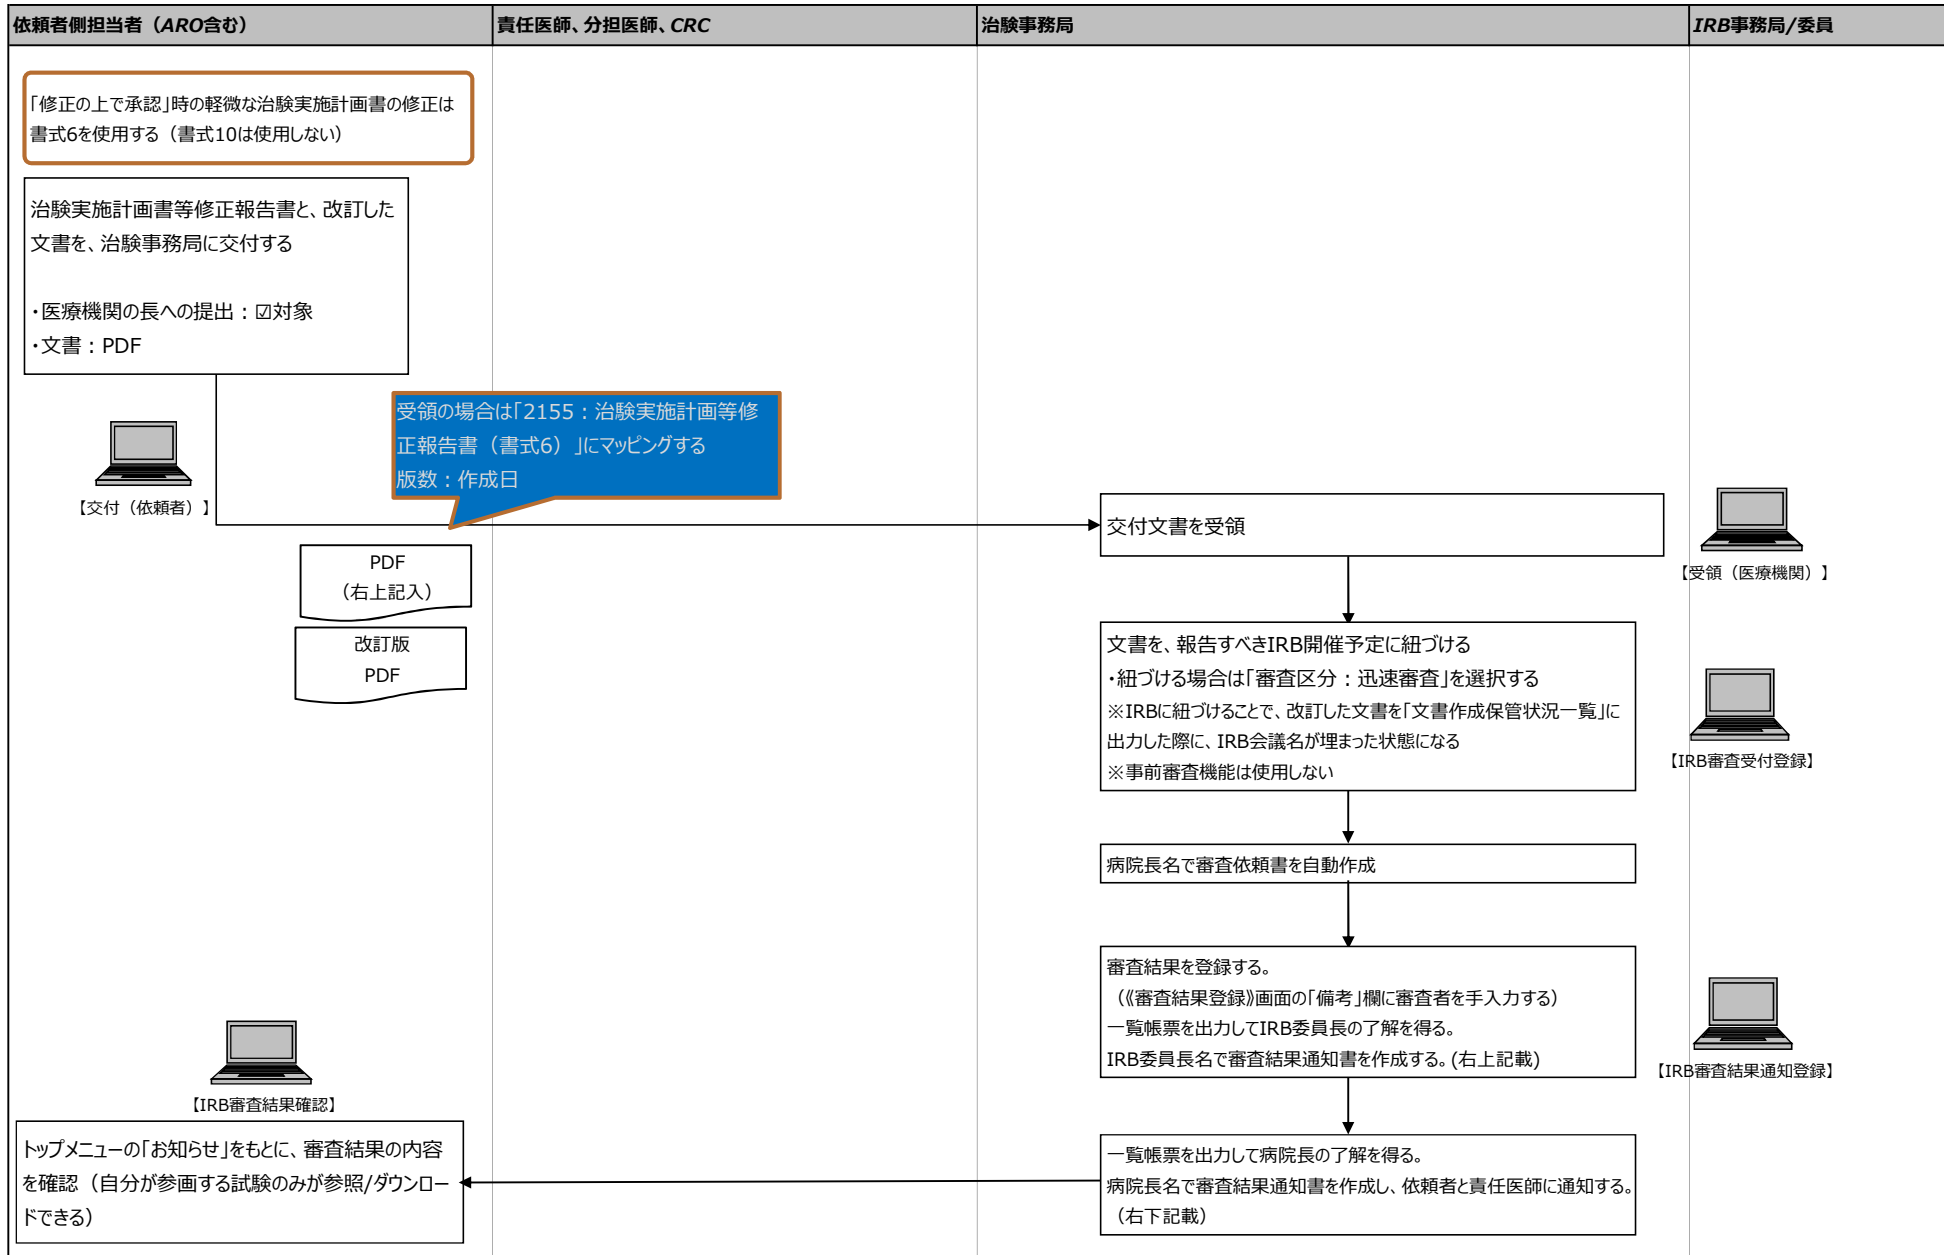 依頼者側担当者（ARO含む）
責任医師、分担医師、CRC
治験事務局
IRB事務局/委員
「修正の上で承認」時の軽微な治験実施計画書の修正は
書式6を使用する（書式10は使用しない）
治験実施計画書等修正報告書と、改訂した
文書を、治験事務局に交付する
・医療機関の長への提出：☑対象
・文書：PDF
受領の場合は「2155：治験実施計画等修
正報告書（書式6）」にマッピングする
版数：作成日
【交付（依頼者）】
交付文書を受領
【受領（医療機関）】
PDF
（右上記入）
改訂版
PDF
文書を、報告すべきIRB開催予定に紐づける
・紐づける場合は「審査区分：迅速審査」を選択する
※IRBに紐づけることで、改訂した文書を「文書作成保管状況一覧」に
出力した際に、IRB会議名が埋まった状態になる
※事前審査機能は使用しない
【IRB審査受付登録】
病院長名で審査依頼書を自動作成
審査結果を登録する。
（《審査結果登録》画面の「備考」欄に審査者を手入力する）
一覧帳票を出力してIRB委員長の了解を得る。
IRB委員長名で審査結果通知書を作成する。(右上記載)
【IRB審査結果通知登録】
【IRB審査結果確認】
トップメニューの「お知らせ」をもとに、審査結果の内容
を確認（自分が参画する試験のみが参照/ダウンロー
ドできる）
一覧帳票を出力して病院長の了解を得る。
病院長名で審査結果通知書を作成し、依頼者と責任医師に通知する。
（右下記載）